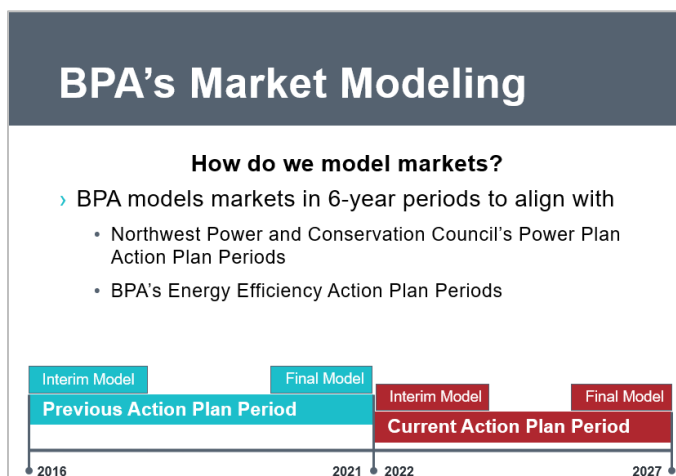 BPA’s Market Modeling
How do we model markets?
› BPA models markets in 6-year periods to align with
• Northwest Power and Conservation Council’s Power Plan
Action Plan Periods
• BPA’s Energy Efficiency Action Plan Periods
Interim Model
Final Model
Previous Action Plan Period
Interim Model
Final Model
Current Action Plan Period
2016
2021
2022
2027